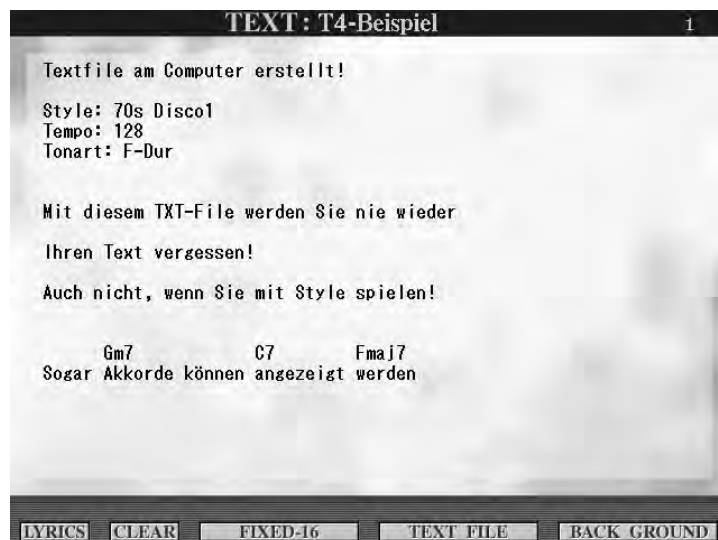 TEXT : T4-Beispiel 1
Textfile am Computer erstellt!
Style: 70s Disco1
Tempo: 128
Tonart: F-Dur
Mit diesem TXT-File werden Sie nie wieder
Ihren Text vergessen!
Auch nicht, wenn Sie mit Style spielen!
Gm7 C7 Fmaj7
Sogar Akkorde können angezeigt werden
LYRICS CLEAR FIXED-16 TEXT FILE BACK GROUND